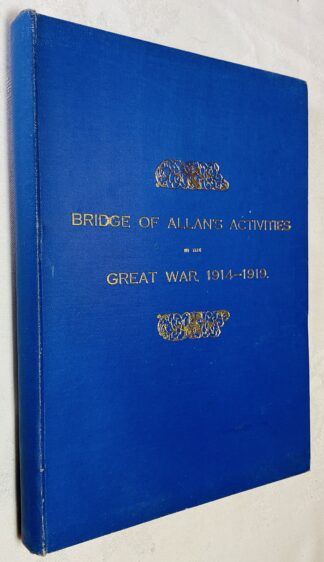 BRIDGE OF ALLAN'S ACTIVITIES
IN THE
GREAT WAR, 1914--1919.